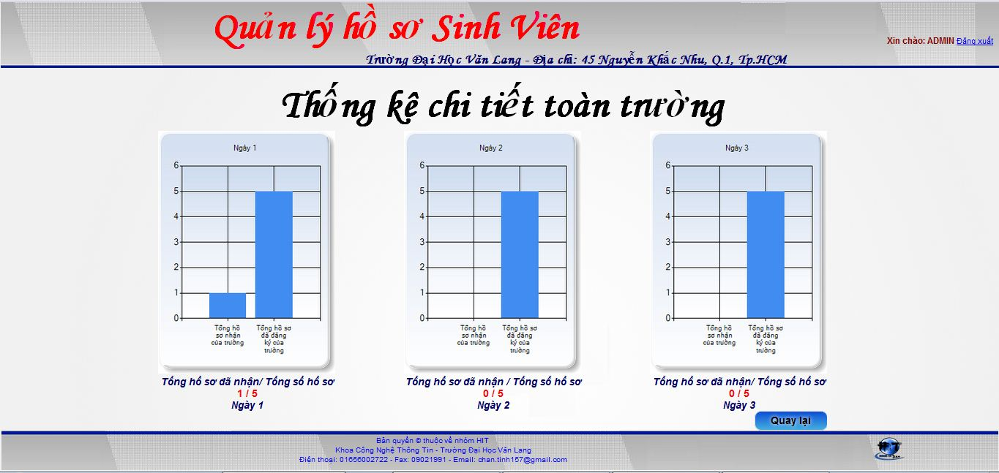 Quản lý hồ sơ Sinh Viên
Xin chào: ADMIN Đăng xuất
Trường Đại Học Văn Lang - Địa chỉ: 45 Nguyễn Khắc Nhu, Q.1, Tp.HCM
Thống kê chi tiết toàn trường
Ngày 1
6
5
4
3
2
1
0
Tổng hồ
sơ nhận
của trường
Tổng hồ sơ
đã đăng
ký của
trường
Tổng hồ sơ đã nhận/ Tổng số hồ sơ
1 / 5
Ngày 1
Ngày 2
6
5
4
3
2
1
0
Tổng hồ
sơ nhận
của trường
Tổng hồ sơ
đã đăng
ký của
trường
Tổng hồ sơ đã nhận / Tổng số hồ sơ
0 / 5
Ngày 2
Ngày 3
6
5
4
3
2
1
0
Tổng hồ
sơ nhận
của trường
Tổng hồ sơ
đã đăng
ký của
trường
Tổng hồ sơ đã nhận/ Tổng số hồ sơ
0 / 5
Ngày 3
Quay lại
Bản quyền © thuộc về nhóm HIT
Khoa Công Nghệ Thông Tin - Trường Đại Học Văn Lang
Điện thoại: 01656002722 - Fax: 09021991 - Email: chan.tinh157@gmail.com